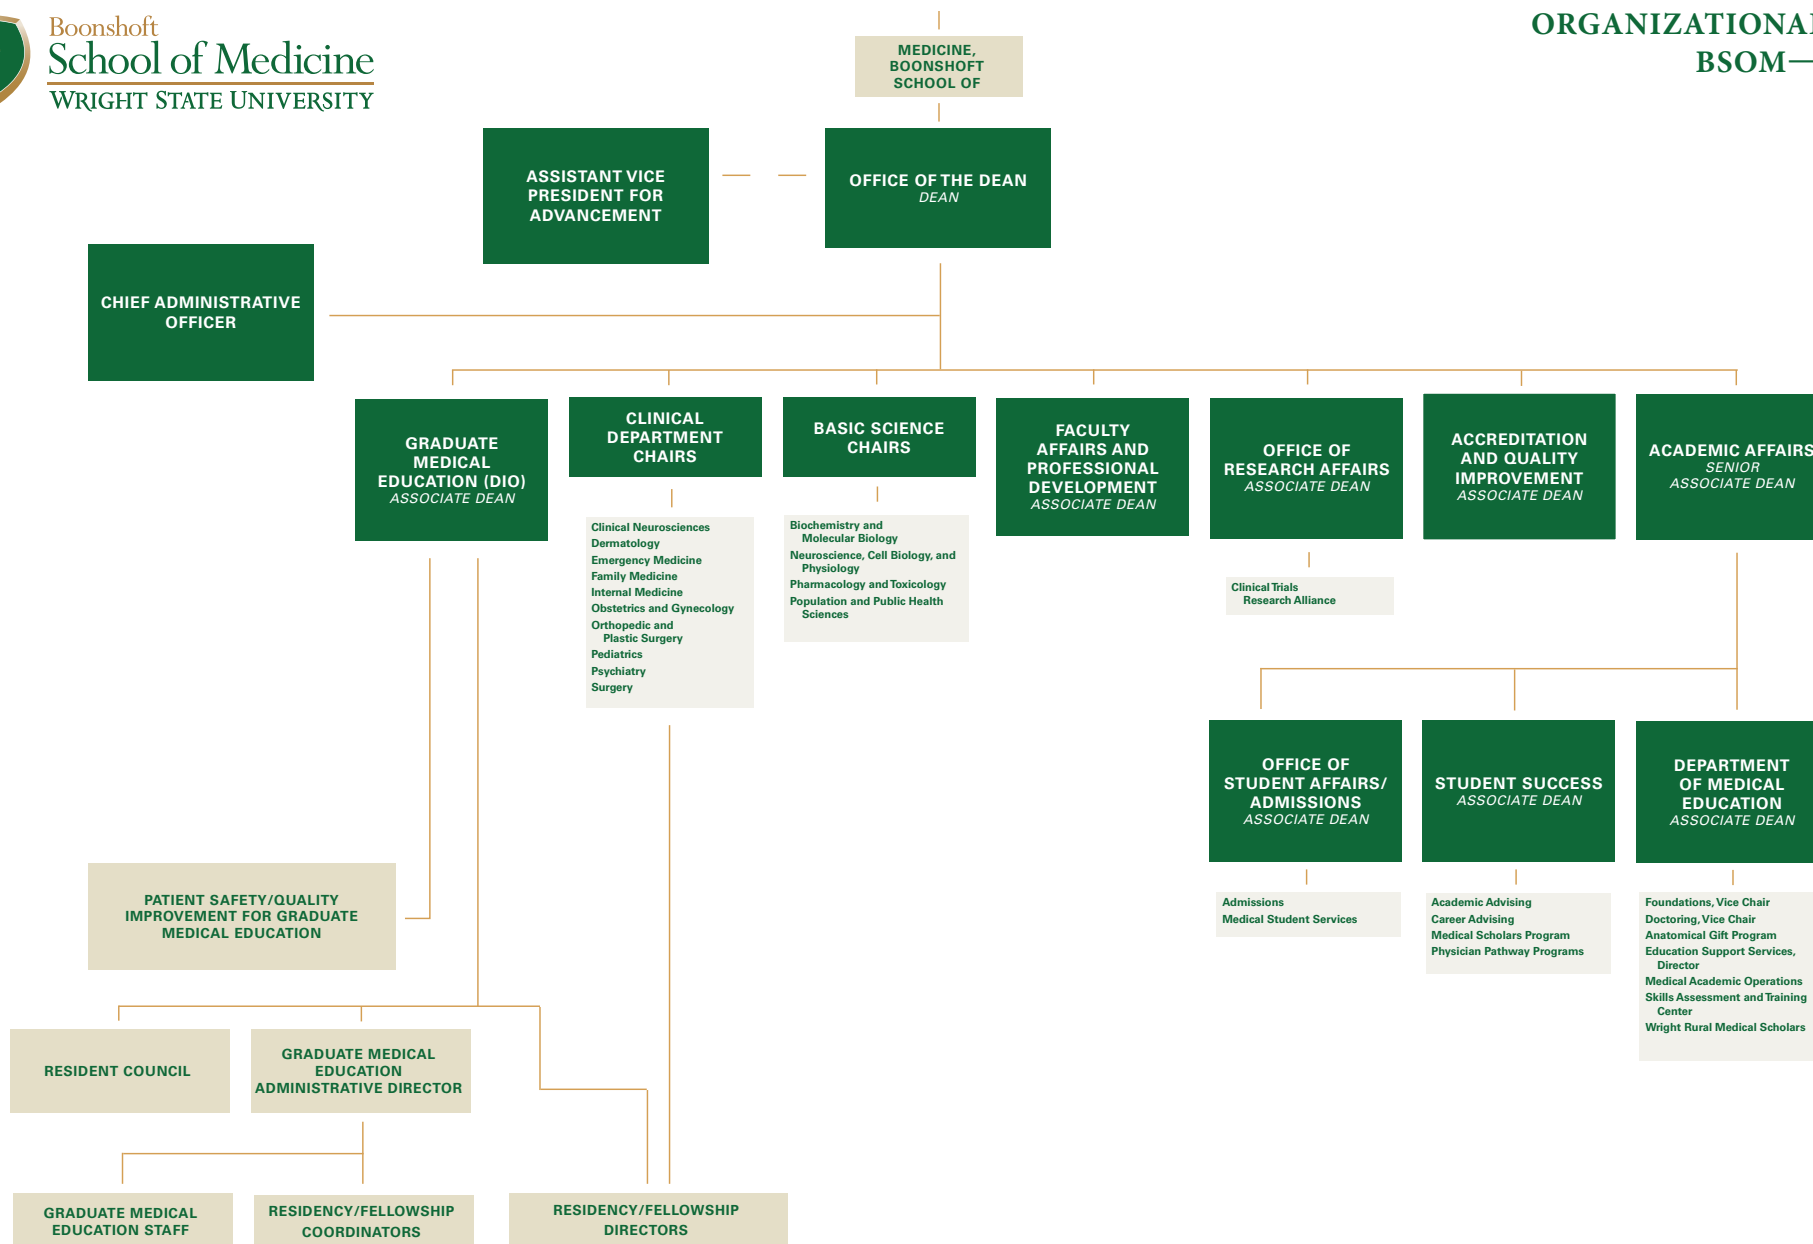 Boonshoft
School of Medicine
WRIGHT STATE UNIVERSITY
ORGANIZATIONAL
BSOM—
MEDICINE,
BOONSHOFT
SCHOOL OF
ASSISTANT VICE
PRESIDENT FOR
ADVANCEMENT
OFFICE OF THE DEAN
DEAN
CHIEF ADMINISTRATIVE
OFFICER
GRADUATE
MEDICAL
EDUCATION (DIO)
ASSOCIATE DEAN
CLINICAL
DEPARTMENT
CHAIRS
BASIC SCIENCE
CHAIRS
FACULTY
AFFAIRS AND
PROFESSIONAL
DEVELOPMENT
ASSOCIATE DEAN
OFFICE OF
RESEARCH AFFAIRS
ASSOCIATE DEAN
ACCREDITATION
AND QUALITY
IMPROVEMENT
ASSOCIATE DEAN
ACADEMIC AFFAIRS
SENIOR
ASSOCIATE DEAN
Clinical Neurosciences
Dermatology
Emergency Medicine
Family Medicine
Internal Medicine
Obstetrics and Gynecology
Orthopedic and
Plastic Surgery
Pediatrics
Psychiatry
Surgery
Biochemistry and
Molecular Biology
Neuroscience, Cell Biology, and
Physiology
Pharmacology and Toxicology
Population and Public Health
Sciences
Clinical Trials
Research Alliance
OFFICE OF
STUDENT AFFAIRS/
ADMISSIONS
ASSOCIATE DEAN
STUDENT SUCCESS
ASSOCIATE DEAN
DEPARTMENT
OF MEDICAL
EDUCATION
ASSOCIATE DEAN
Admissions
Medical Student Services
Academic Advising
Career Advising
Medical Scholars Program
Physician Pathway Programs
Foundations, Vice Chair
Doctoring, Vice Chair
Anatomical Gift Program
Education Support Services,
Director
Medical Academic Operations
Skills Assessment and Training
Center
Wright Rural Medical Scholars
PATIENT SAFETY/QUALITY
IMPROVEMENT FOR GRADUATE
MEDICAL EDUCATION
RESIDENT COUNCIL
GRADUATE MEDICAL
EDUCATION
ADMINISTRATIVE DIRECTOR
GRADUATE MEDICAL
EDUCATION STAFF
RESIDENCY/FELLOWSHIP
COORDINATORS
RESIDENCY/FELLOWSHIP
DIRECTORS